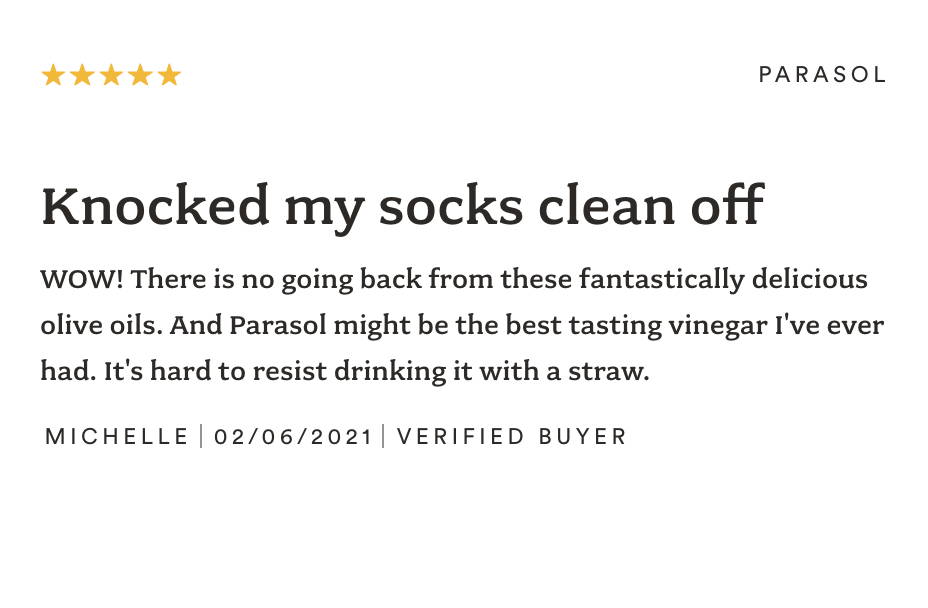 PARASOL
Knocked my socks clean off
WOW! There is no going back from these fantastically delicious
olive oils. And Parasol might be the best tasting vinegar I've ever
had. It's hard to resist drinking it with a straw.
MICHELLE | 02/06/2021 | VERIFIED BUYER